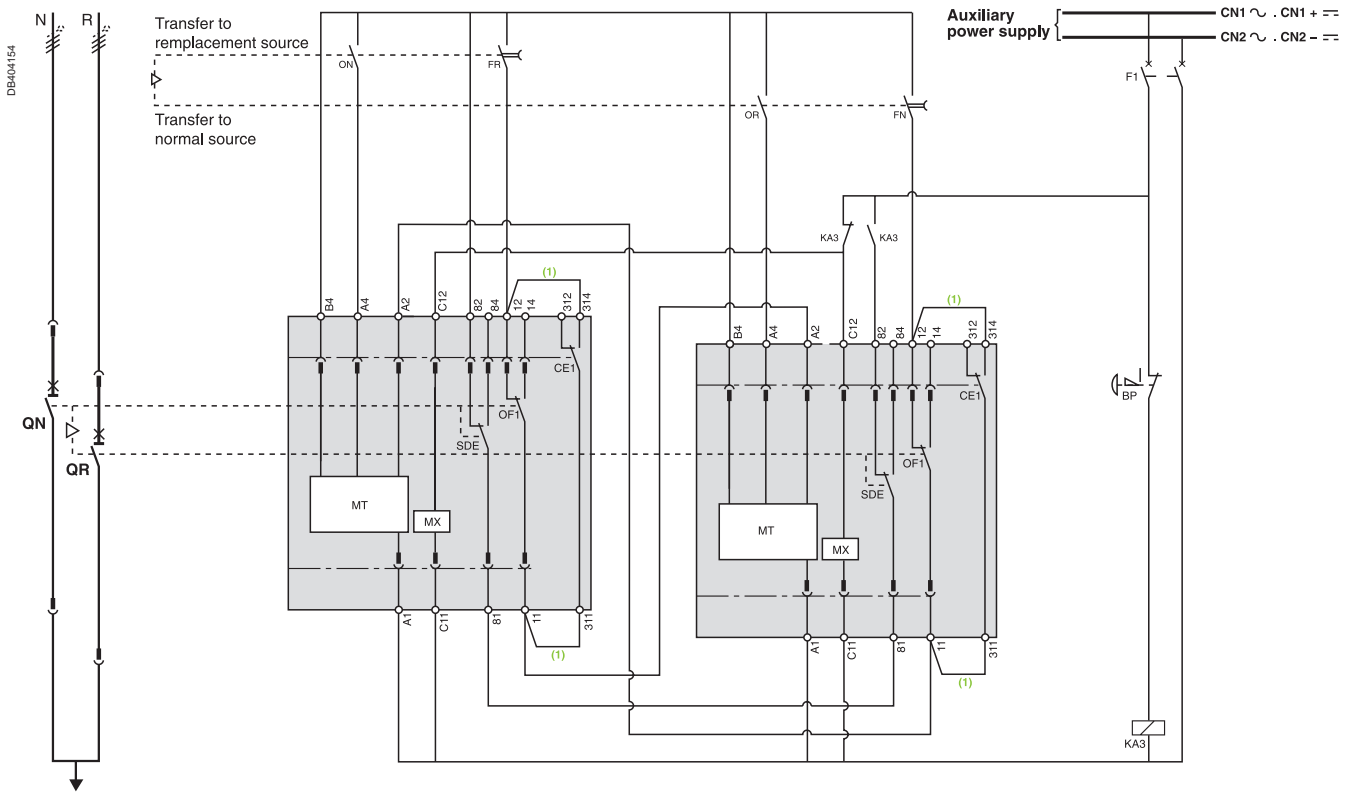 N
R
DB404154
Transfer to
remplacement source
Transfer to
normal source
ON
FR
OR
FN
Auxiliary
power supply
CN1 ∿ . CN1 + ⎓
CN2 ∿ . CN2 – ⎓
F1
KA3
KA3
(1)
B4
A4
A2
C12
82
84
12
14
312
314
CE1
OF1
SDE
MT
MX
A1
C11
81
11
311
(1)
(1)
B4
A4
A2
C12
82
84
12
14
312
314
CE1
OF1
SDE
MT
MX
A1
C11
81
11
311
(1)
QN
QR
BP
KA3